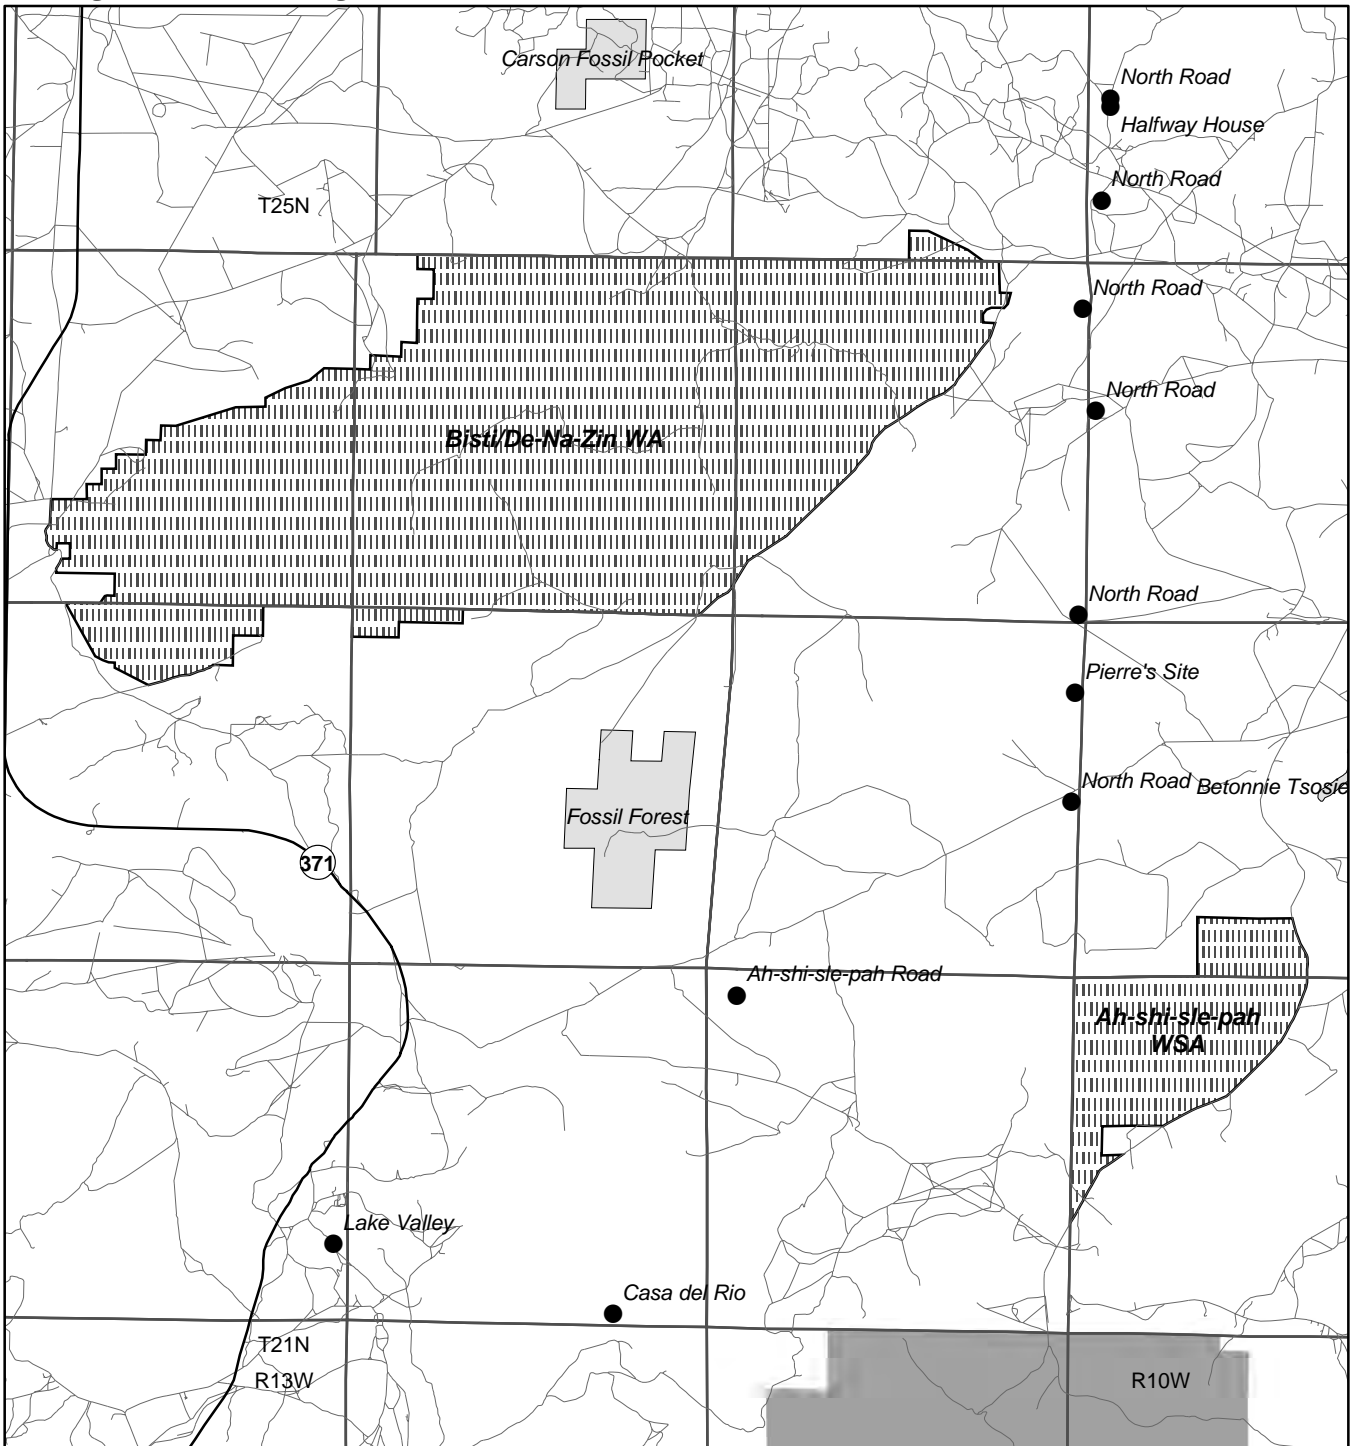 Carson Fossil Pocket
North Road
Halfway House
North Road
T25N
North Road
North Road
Bisti/De-Na-Zin WA
North Road
Pierre's Site
North Road
Betonnie Tsosie
Fossil Forest
371
Ah-shi-sle-pah Road
Ah-shi-sle-pah
WSA
Lake Valley
Casa del Rio
T21N
R13W
R10W